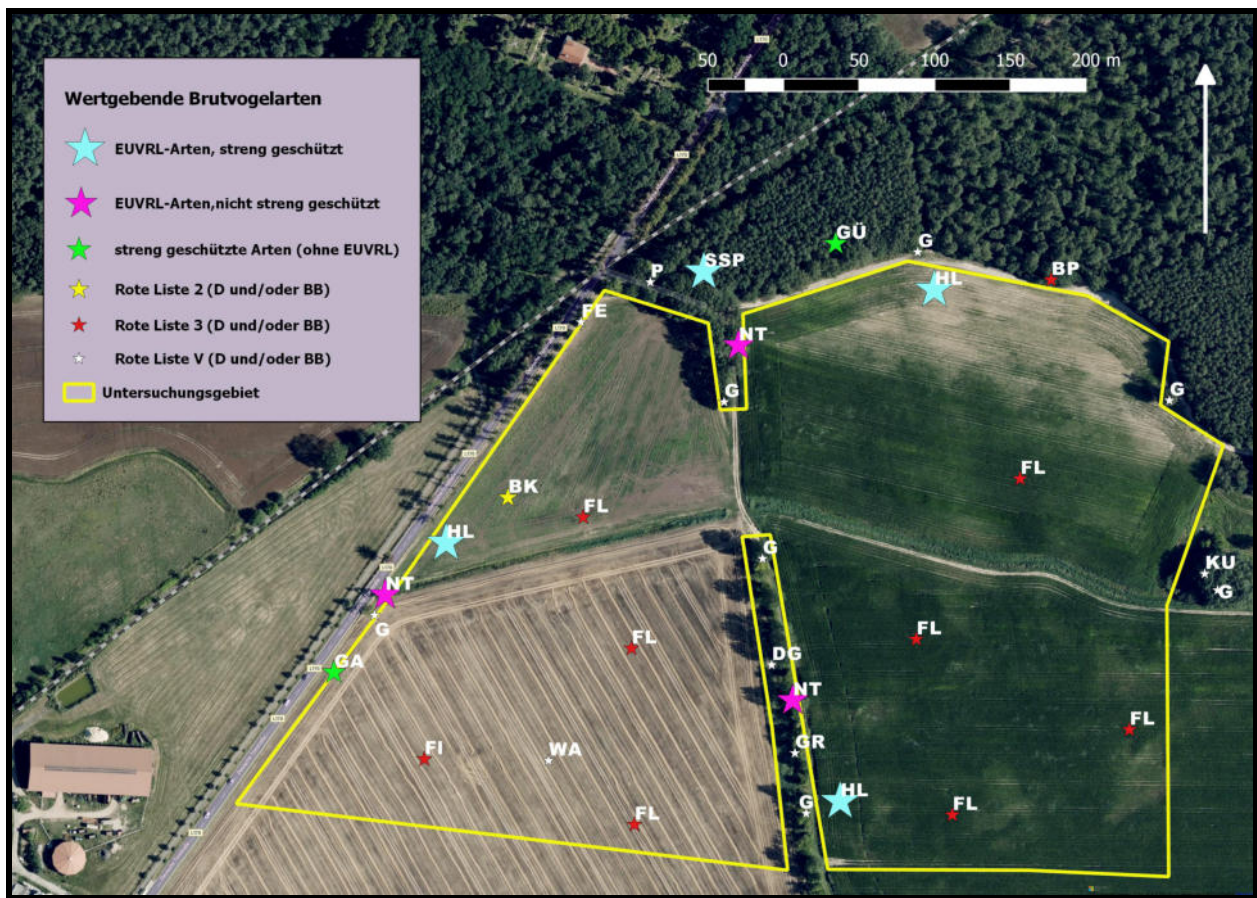 50 0 50 100 150 200 m
Wertgebende Brutvogelarten
EUVRL-Arten, streng geschützt
EUVRL-Arten,nicht streng geschützt
streng geschützte Arten (ohne EUVRL)
Rote Liste 2 (D und/oder BB)
Rote Liste 3 (D und/oder BB)
Rote Liste V (D und/oder BB)
Untersuchungsgebiet
GÜ
G
SSP
BP
P
HL
FE
NT
G
G
FL
BK
FL
HL
G
KU
G
NT
G
FL
FL
GA
DG
NT
FL
FI
WA
GR
HL
G
FL
FL